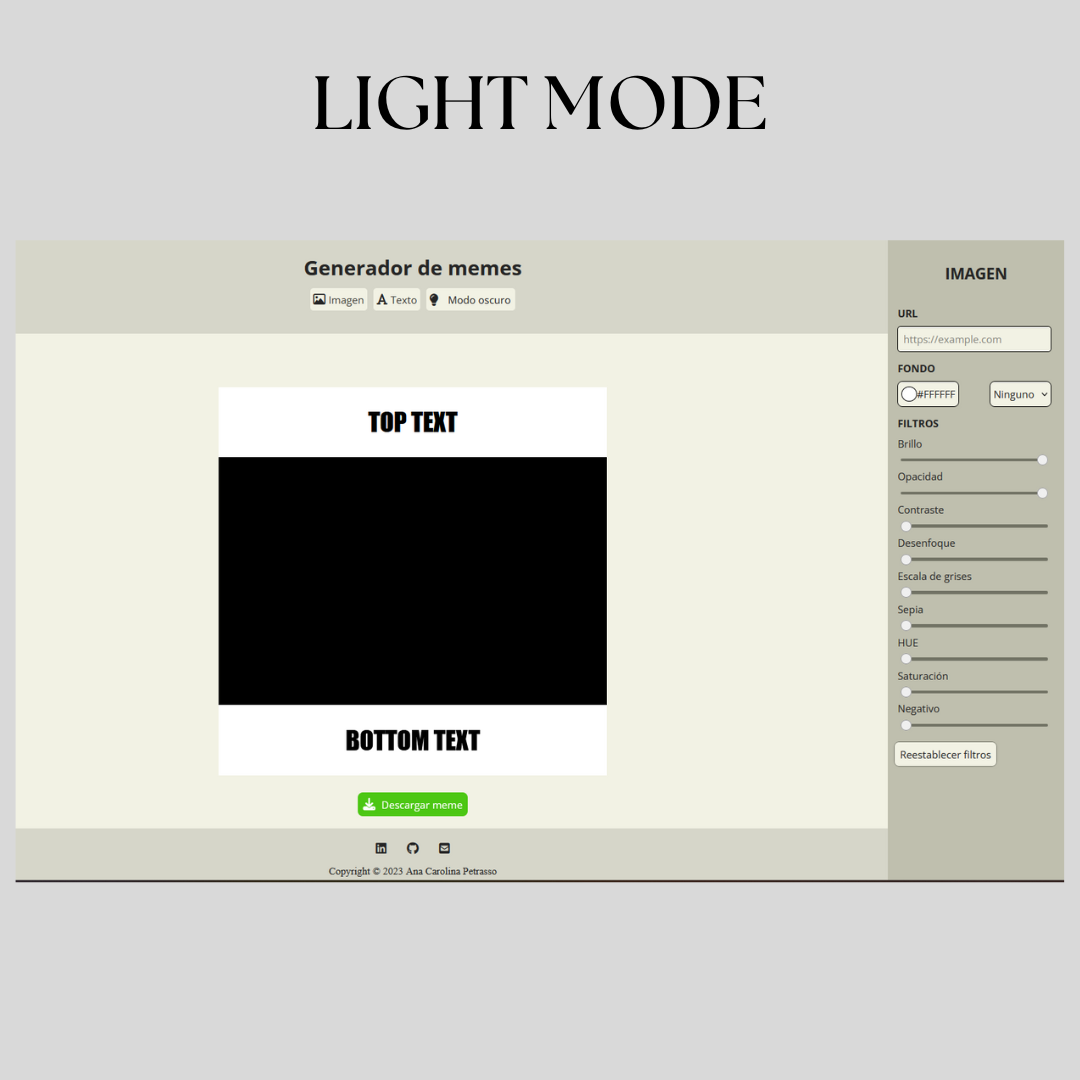 LIGHT MODE
Generador de memes
Imagen
Texto
Modo oscuro
TOP TEXT
BOTTOM TEXT
Descargar meme
Copyright © 2023 Ana Carolina Petrasso
IMAGEN
URL
https://example.com
FONDO
#FFFFFF
Ninguno
FILTROS
Brillo
Opacidad
Contraste
Desenfoque
Escala de grises
Sepia
HUE
Saturación
Negativo
Reestablecer filtros